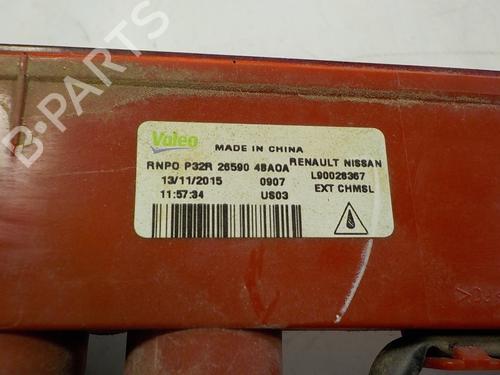 B-PARTS
Valeo
MADE IN CHINA
RNPO P32R 26590 4BA0A RENAULT NISSAN
13/11/2015 0907 L90028367
11:57:34 US03 EXT CHMSL